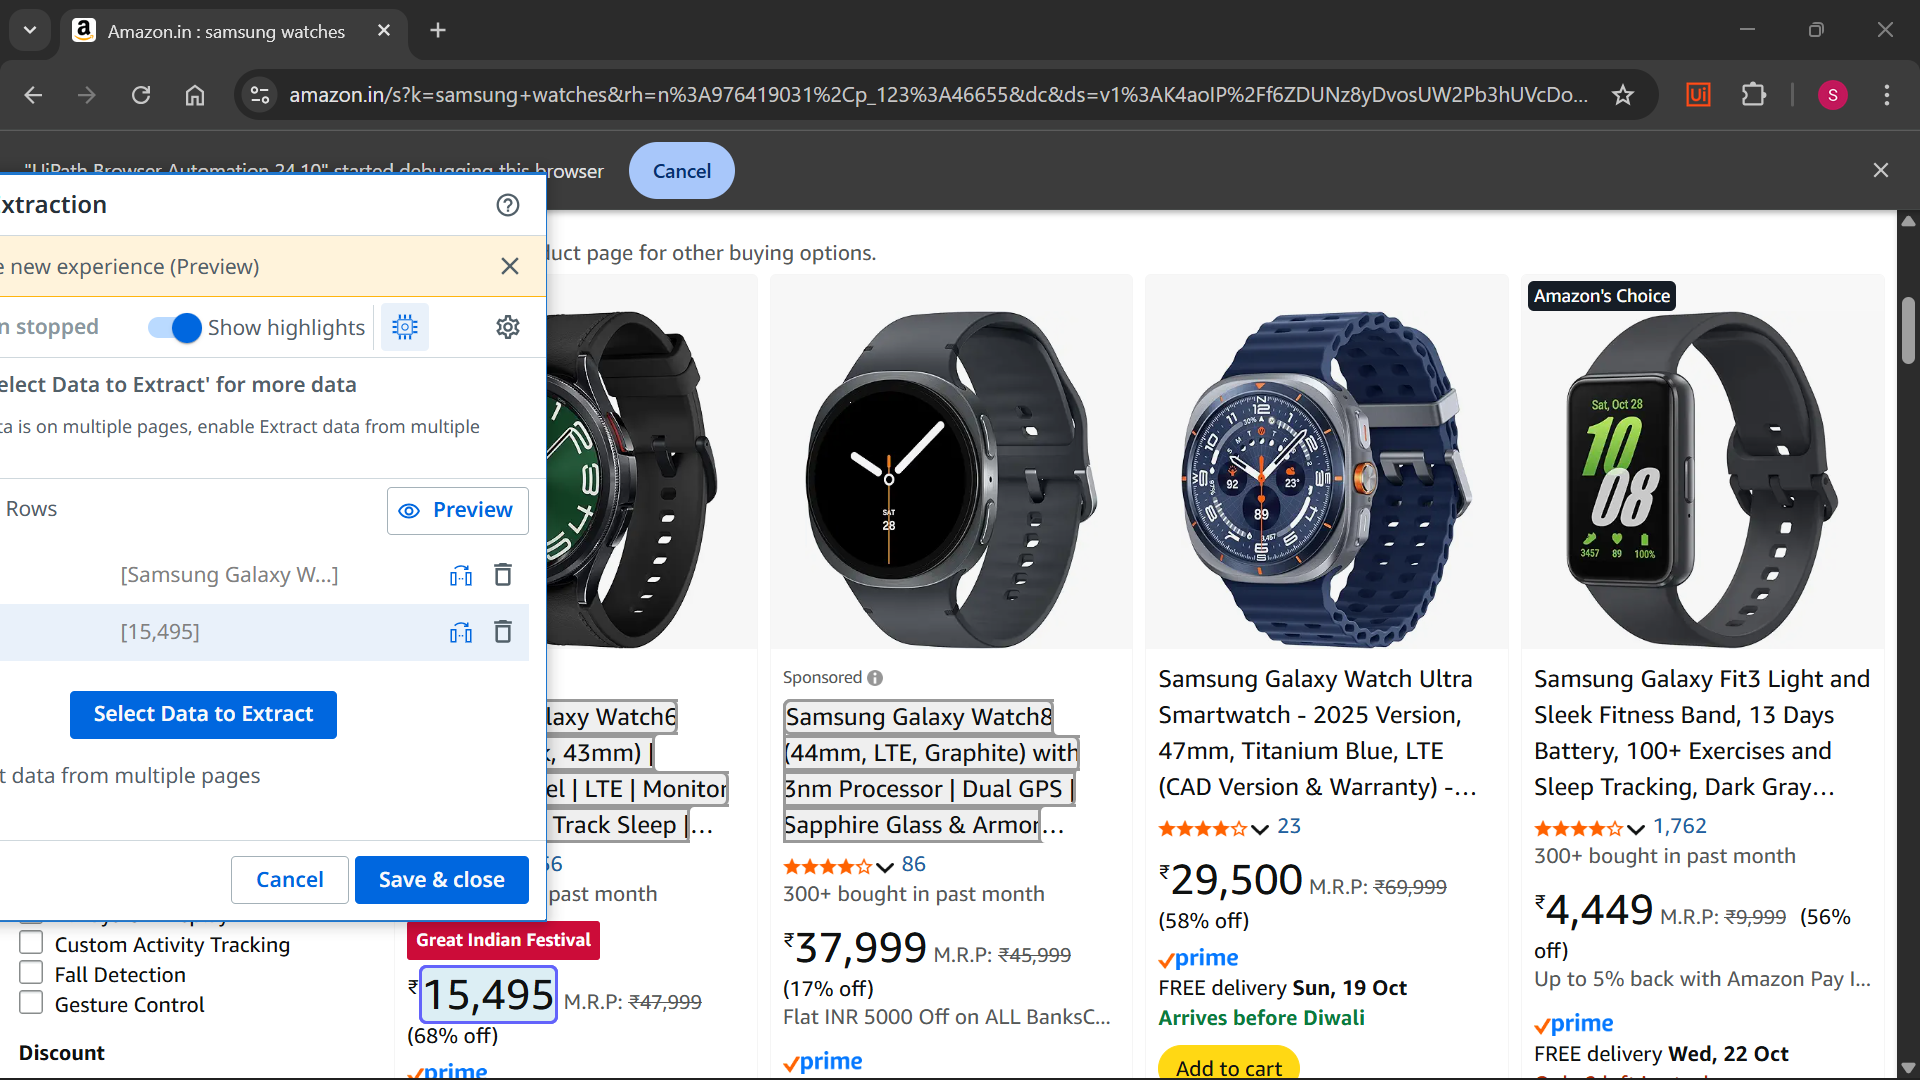 Amazon.in : samsung watches
amazon.in/s?k=samsung+watches&rh=n%3A976419031%2Cp_123%3A46655&dc&ds=v1%3AK4aoIP%2Ff6ZDUNz8yDvosUW2Pb3hUVcDo...
S
"UiPath Browser Automation 24.10" started debugging this browser
Cancel
xtraction
e new experience (Preview)
n stopped
Show highlights
elect Data to Extract' for more data
ta is on multiple pages, enable Extract data from multiple
Rows
Preview
[Samsung Galaxy W...]
[15,495]
Select Data to Extract
t data from multiple pages
Cancel
Save & close
Custom Activity Tracking
Fall Detection
Gesture Control
Discount
duct page for other buying options.
laxy Watch6
k, 43mm) |
el | LTE | Monitor
Track Sleep |...
56
past month
Great Indian Festival
₹15,495 M.R.P: ₹47,999
(68% off)
prime
Sponsored
Samsung Galaxy Watch8
(44mm, LTE, Graphite) with
3nm Processor | Dual GPS |
Sapphire Glass & Armor...
86
300+ bought in past month
₹37,999 M.R.P: ₹45,999
(17% off)
Flat INR 5000 Off on ALL BanksC...
prime
Samsung Galaxy Watch Ultra
Smartwatch - 2025 Version,
47mm, Titanium Blue, LTE
(CAD Version & Warranty) -...
23
₹29,500 M.R.P: ₹69,999
(58% off)
prime
FREE delivery Sun, 19 Oct
Arrives before Diwali
Add to cart
Amazon's Choice
Sat, Oct 28
10
08
3457 89 100%
Samsung Galaxy Fit3 Light and
Sleek Fitness Band, 13 Days
Battery, 100+ Exercises and
Sleep Tracking, Dark Gray...
1,762
300+ bought in past month
₹4,449 M.R.P: ₹9,999 (56%
off)
Up to 5% back with Amazon Pay I...
prime
FREE delivery Wed, 22 Oct